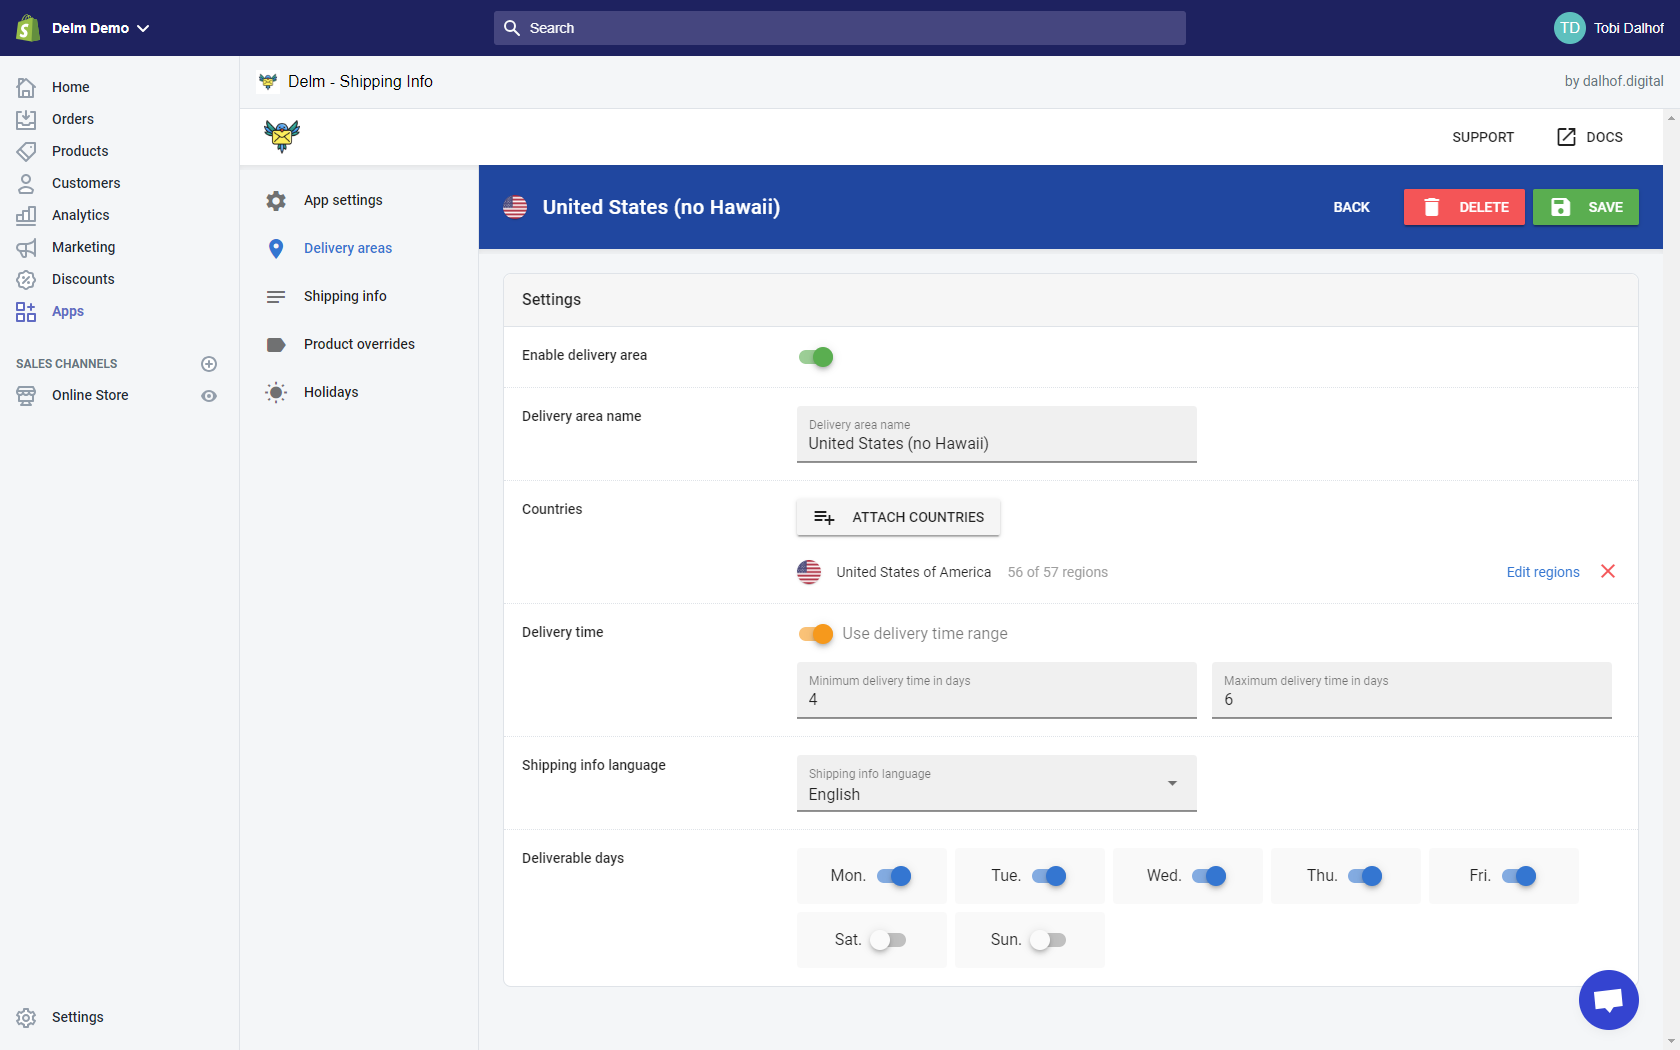 Delm Demo
Search
TD
Tobi Dalhof
Home
Orders
Products
Customers
Analytics
Marketing
Discounts
Apps
SALES CHANNELS
Online Store
Settings
Delm - Shipping Info
by dalhof.digital
SUPPORT
DOCS
App settings
Delivery areas
Shipping info
Product overrides
Holidays
United States (no Hawaii)
BACK
DELETE
SAVE
Settings
Enable delivery area
Delivery area name
Delivery area name
United States (no Hawaii)
Countries
ATTACH COUNTRIES
United States of America 56 of 57 regions
Edit regions
Delivery time
Use delivery time range
Minimum delivery time in days
4
Maximum delivery time in days
6
Shipping info language
Shipping info language
English
Deliverable days
Mon.
Tue.
Wed.
Thu.
Fri.
Sat.
Sun.